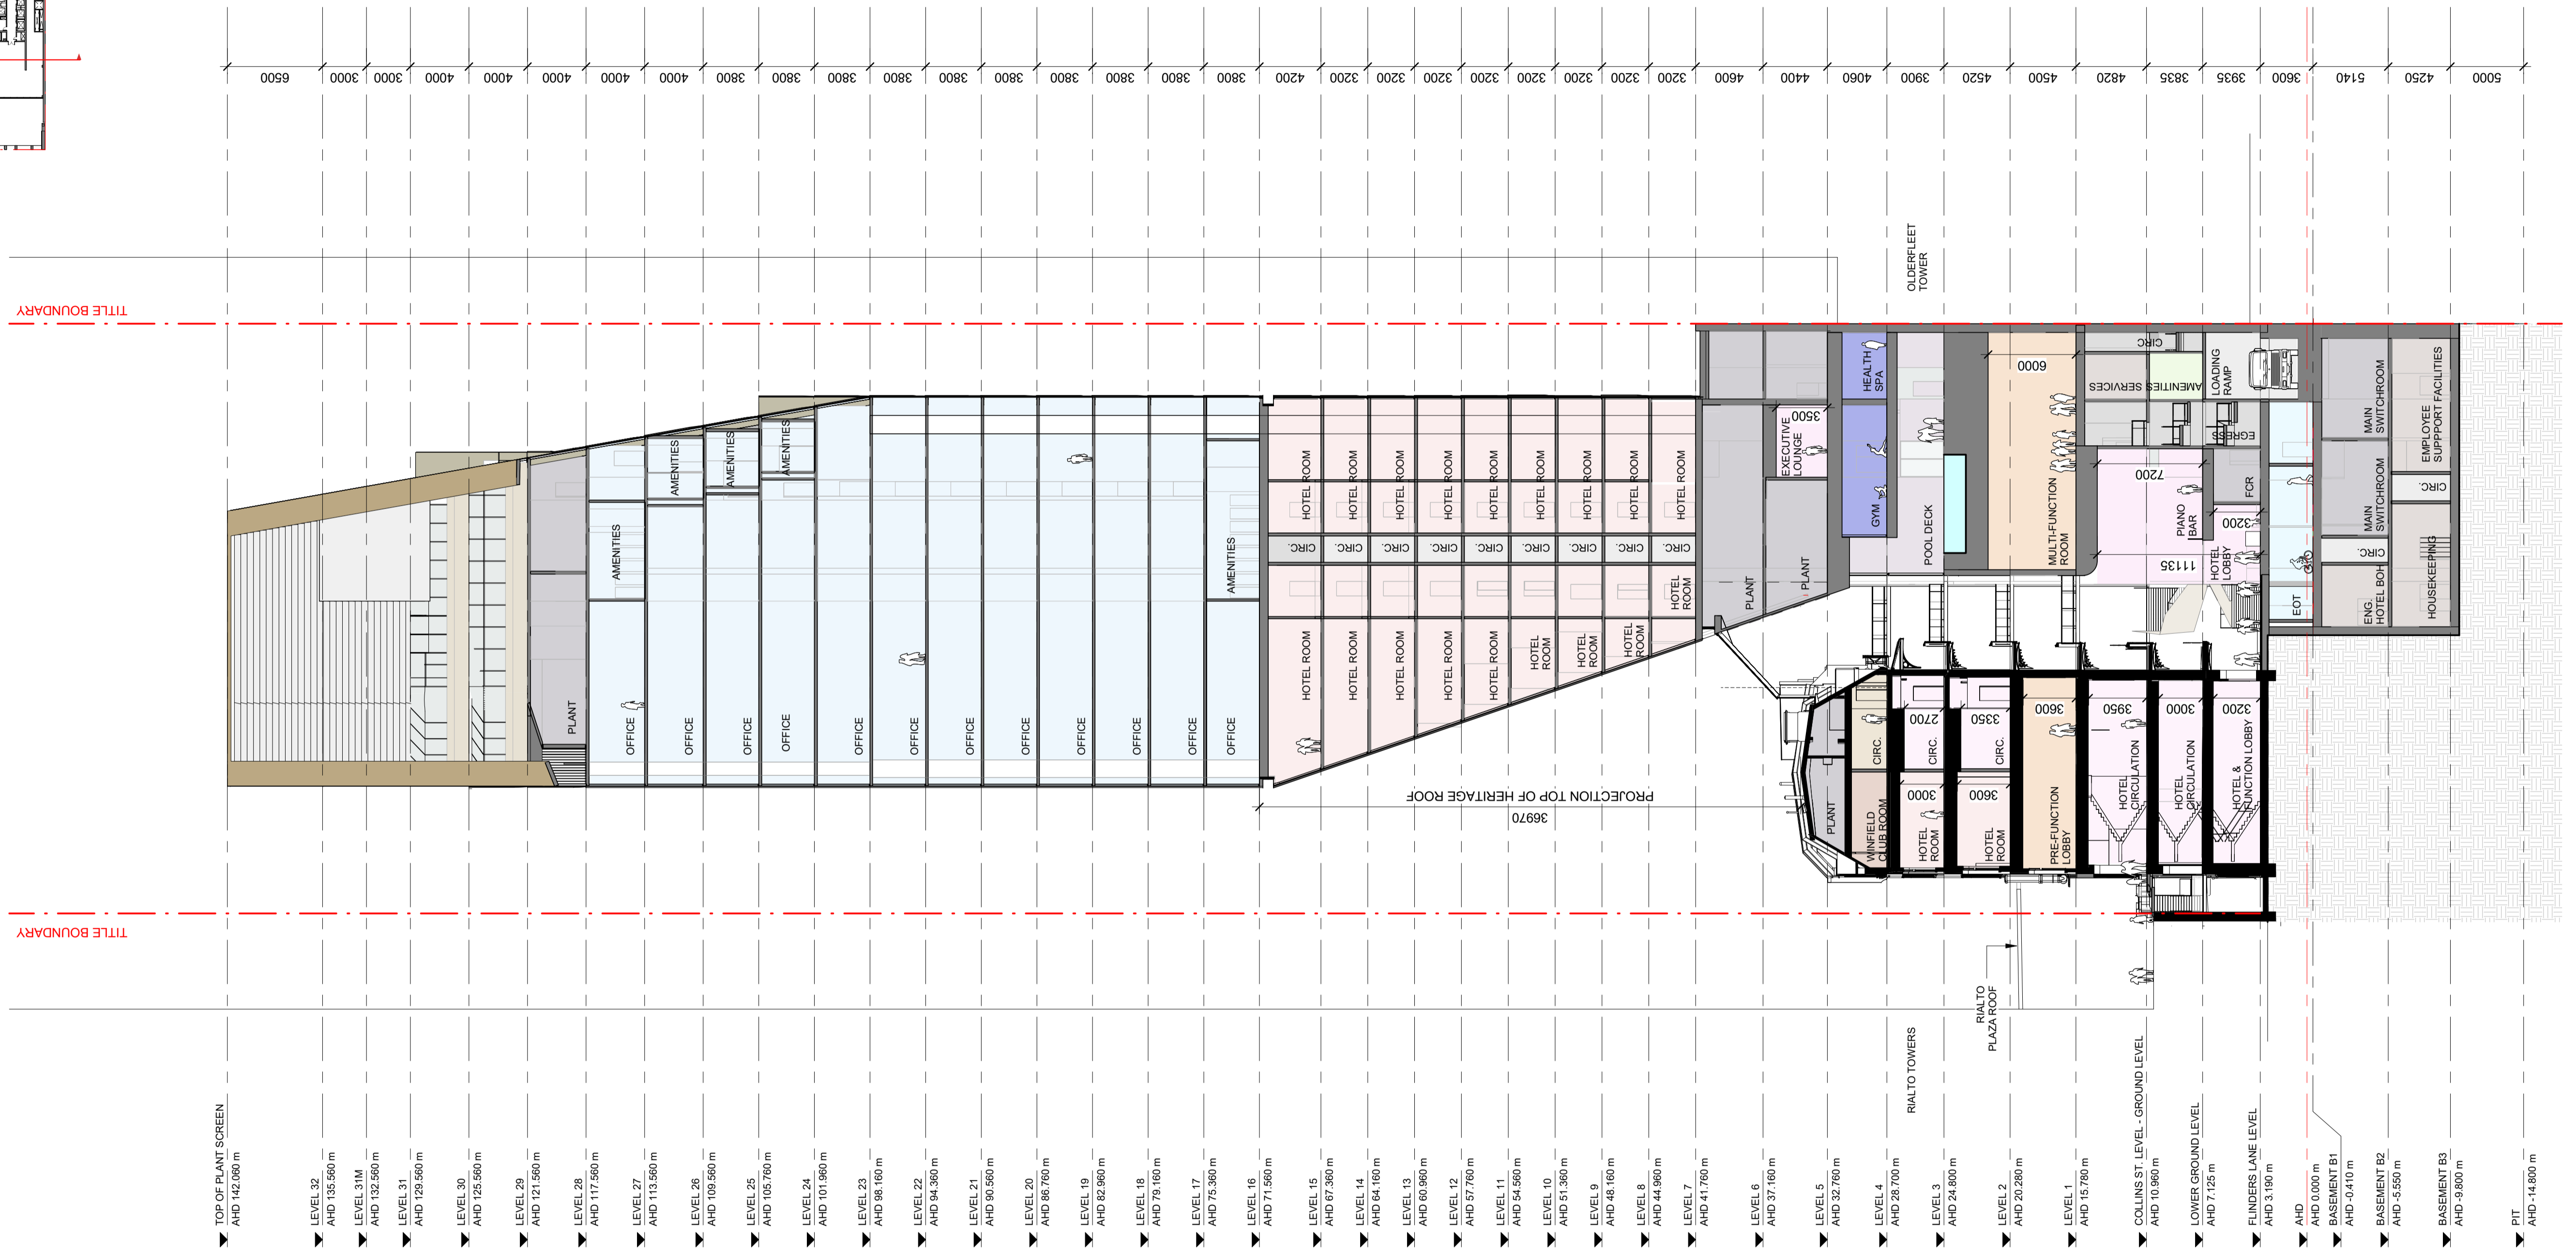 TITLE BOUNDARY
TITLE BOUNDARY
6500
3000
3000
4000
4000
4000
4000
4000
3800
3800
3800
3800
3800
3800
3800
3800
3800
3800
4200
3200
3200
3200
3200
3200
3200
3200
3200
4600
4400
4060
3900
4520
4500
4820
3835
3935
3600
5140
4250
5000
TOP OF PLANT SCREEN
AHD 142.060 m
LEVEL 32
AHD 135.560 m
LEVEL 31M
AHD 132.560 m
LEVEL 31
AHD 129.560 m
LEVEL 30
AHD 125.560 m
LEVEL 29
AHD 121.560 m
LEVEL 28
AHD 117.560 m
LEVEL 27
AHD 113.560 m
LEVEL 26
AHD 109.560 m
LEVEL 25
AHD 105.760 m
LEVEL 24
AHD 101.960 m
LEVEL 23
AHD 98.160 m
LEVEL 22
AHD 94.360 m
LEVEL 21
AHD 90.560 m
LEVEL 20
AHD 86.760 m
LEVEL 19
AHD 82.960 m
LEVEL 18
AHD 79.160 m
LEVEL 17
AHD 75.360 m
LEVEL 16
AHD 71.560 m
LEVEL 15
AHD 67.360 m
LEVEL 14
AHD 64.160 m
LEVEL 13
AHD 60.960 m
LEVEL 12
AHD 57.760 m
LEVEL 11
AHD 54.560 m
LEVEL 10
AHD 51.360 m
LEVEL 9
AHD 48.160 m
LEVEL 8
AHD 44.960 m
LEVEL 7
AHD 41.760 m
LEVEL 6
AHD 37.160 m
LEVEL 5
AHD 32.760 m
LEVEL 4
AHD 28.700 m
LEVEL 3
AHD 24.800 m
LEVEL 2
AHD 20.280 m
LEVEL 1
AHD 15.780 m
COLLINS ST. LEVEL - GROUND LEVEL
AHD 10.960 m
LOWER GROUND LEVEL
AHD 7.125 m
FLINDERS LANE LEVEL
AHD 3.190 m
AHD
AHD 0.000 m
BASEMENT B1
AHD -0.410 m
BASEMENT B2
AHD -5.550 m
BASEMENT B3
AHD -9.800 m
PIT
AHD -14.800 m
PLANT
OFFICE
AMENITIES
OFFICE
AMENITIES
OFFICE
AMENITIES
OFFICE
AMENITIES
OFFICE
OFFICE
OFFICE
OFFICE
OFFICE
OFFICE
OFFICE
OFFICE
AMENITIES
HOTEL ROOM
CIRC.
HOTEL ROOM
HOTEL ROOM
CIRC.
HOTEL ROOM
HOTEL ROOM
CIRC.
HOTEL ROOM
HOTEL ROOM
CIRC.
HOTEL ROOM
HOTEL ROOM
CIRC.
HOTEL ROOM
HOTEL
ROOM
CIRC.
HOTEL ROOM
HOTEL
ROOM
CIRC.
HOTEL ROOM
HOTEL
ROOM
CIRC.
HOTEL ROOM
HOTEL
ROOM
CIRC.
HOTEL ROOM
36970
PROJECTION TOP OF HERITAGE ROOF
PLANT
PLANT
EXECUTIVE
LOUNGE
3500
PLANT
GYM
HEALTH
SPA
POOL DECK
MULTI-FUNCTION
ROOM
6000
OLDERFLEET
TOWER
WINFIELD
CLUB ROOM
CIRC.
HOTEL
ROOM
3000
CIRC.
2700
HOTEL
ROOM
3600
CIRC.
3350
PRE-FUNCTION
LOBBY
3600
HOTEL
CIRCULATION
3950
HOTEL
CIRCULATION
3000
HOTEL &
FUNCTION LOBBY
3200
SERVICES
AMENITIES
CIRC
LOADING
RAMP
EGRESS
7200
PIANO
BAR
FCR
3200
11135
HOTEL
LOBBY
EOT
ENG.
HOTEL BOH
CIRC.
MAIN
SWITCHROOM
MAIN
SWITCHROOM
HOUSEKEEPING
CIRC.
EMPLOYEE
SUPPPORT FACILITIES
RIALTO TOWERS
RIALTO
PLAZA ROOF